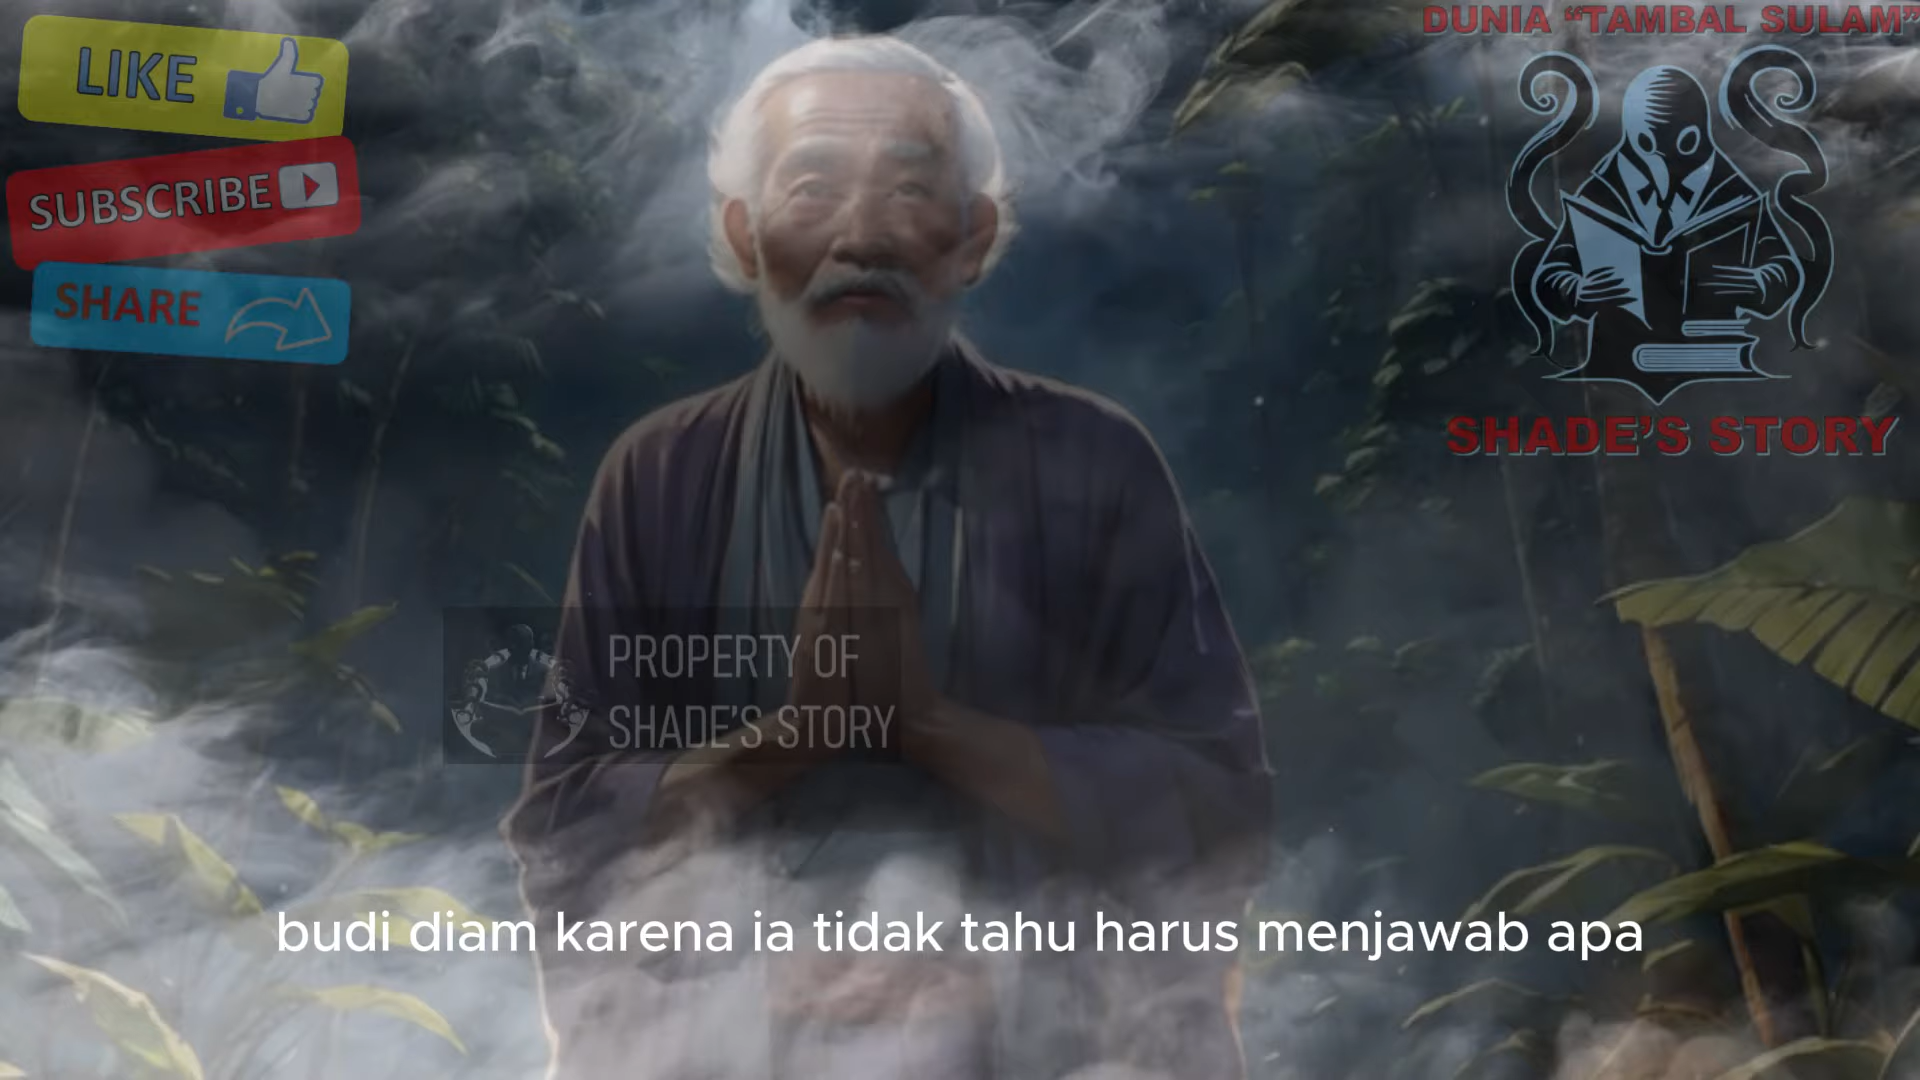 LIKE
SUBSCRIBE
SHARE
DUNIA “TAMBAL SULAM”
SHADE'S STORY
PROPERTY OF
SHADE'S STORY
budi diam karena ia tidak tahu harus menjawab apa